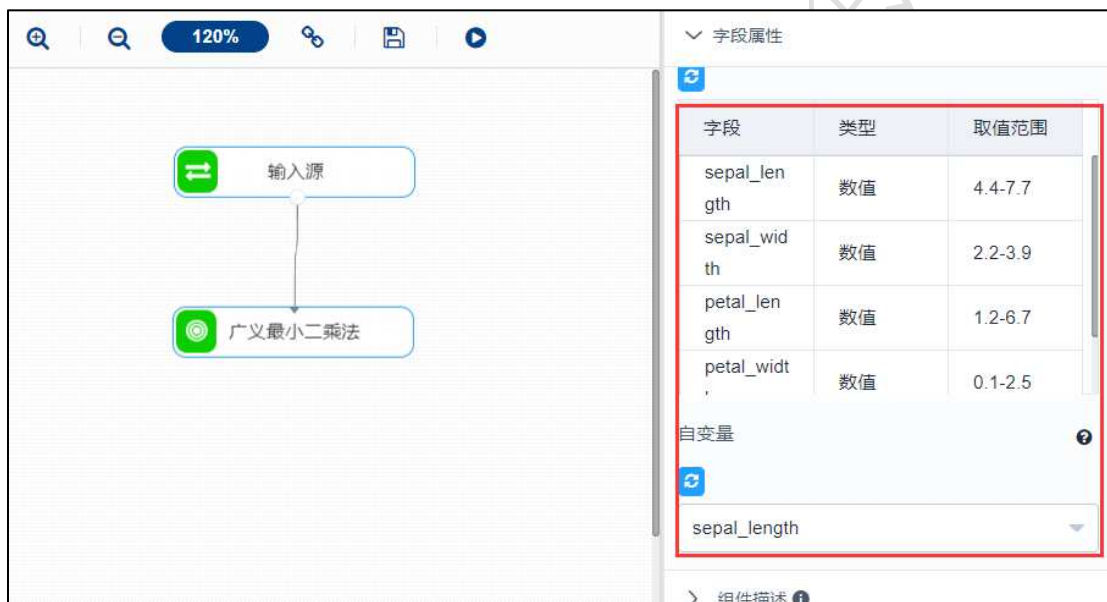 120%
字段属性
字段 类型 取值范围
sepal_len
gth
数值 4.4-7.7
sepal_wid
th
数值 2.2-3.9
petal_len
gth
数值 1.2-6.7
petal_widt
数值 0.1-2.5
自变量
sepal_length
组件描述
输入源
广义最小二乘法